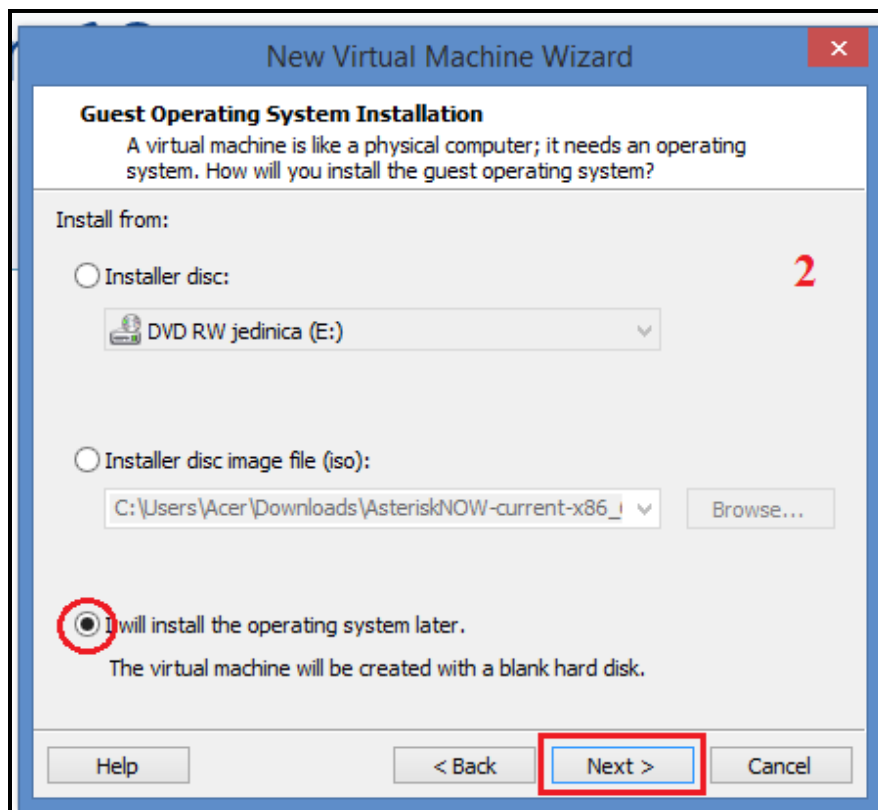 New Virtual Machine Wizard
Guest Operating System Installation
A virtual machine is like a physical computer; it needs an operating
system. How will you install the guest operating system?
Install from:
Installer disc:
2
DVD RW jedinica (E:)
Installer disc image file (iso):
C:\Users\Acer\Downloads\AsteriskNOW-current-x86_
Browse...
I will install the operating system later.
The virtual machine will be created with a blank hard disk.
Help
< Back
Next >
Cancel